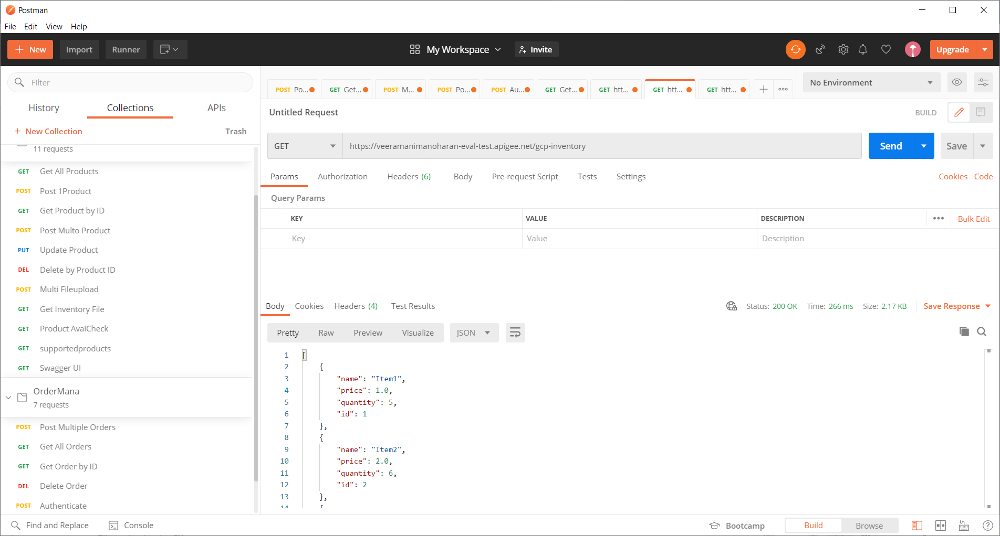 Postman
File Edit View Help
New Import Runner My Workspace Invite Upgrade
Filter
History Collections APIs
+ New Collection Trash
11 requests
GET Get All Products
POST Post 1Product
GET Get Product by ID
POST Post Multo Product
PUT Update Product
DEL Delete by Product ID
POST Multi Fileupload
GET Get Inventory File
GET Product AvaiCheck
GET supportedproducts
GET Swagger UI
OrderMana
7 requests
POST Post Multiple Orders
GET Get All Orders
GET Get Order by ID
DEL Delete Order
POST Authenticate
POST Po... GET Get... POST M... POST Po... POST Au... GET Get... GET htt... GET htt... GET htt... No Environment
Untitled Request BUILD
GET https://veeramanimanoharan-eval-test.apigee.net/gcp-inventory Send Save
Params Authorization Headers (6) Body Pre-request Script Tests Settings Cookies Code
Query Params
KEY VALUE DESCRIPTION Bulk Edit
Key Value Description
Body Cookies Headers (4) Test Results Status: 200 OK Time: 266 ms Size: 2.17 KB Save Response
Pretty Raw Preview Visualize JSON
1 [
2 {
3 "name": "Item1",
4 "price": 1.0,
5 "quantity": 5,
6 "id": 1
7 },
8 {
9 "name": "Item2",
10 "price": 2.0,
11 "quantity": 6,
12 "id": 2
13 },
14 {
Find and Replace Console Bootcamp Build Browse